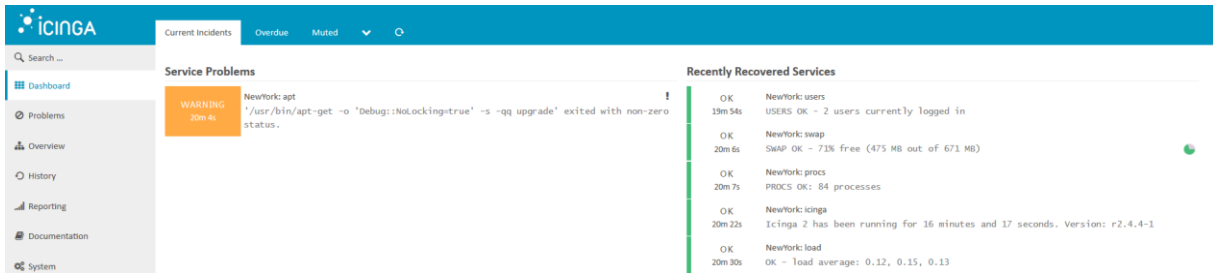 icinga
Current Incidents
Overdue
Muted
Search ...
Dashboard
Problems
Overview
History
Reporting
Documentation
System
Service Problems
WARNING
20m 4s
NewYork: apt
!
'/usr/bin/apt-get -o 'Debug::NoLocking=true' -s -qq upgrade' exited with non-zero
status.
Recently Recovered Services
OK
19m 54s
NewYork: users
USERS OK - 2 users currently logged in
OK
20m 6s
NewYork: swap
SWAP OK - 71% free (475 MB out of 671 MB)
OK
20m 7s
NewYork: procs
PROCS OK: 84 processes
OK
20m 22s
NewYork: icinga
Icinga 2 has been running for 16 minutes and 17 seconds. Version: r2.4.4-1
OK
20m 30s
NewYork: load
OK - load average: 0.12, 0.15, 0.13